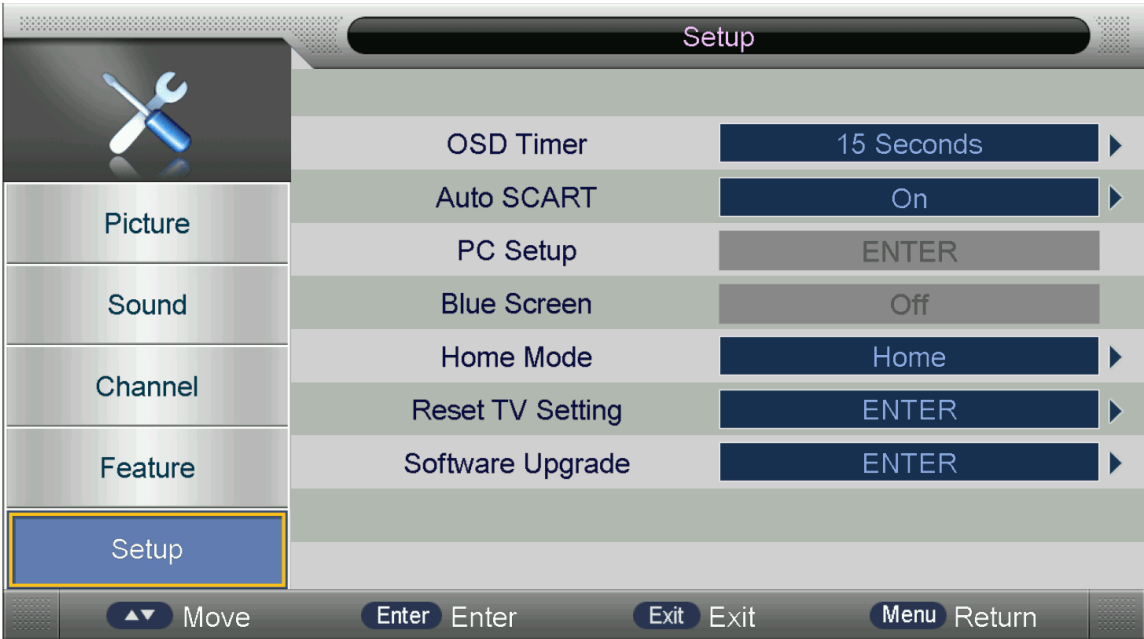 Setup
OSD Timer 15 Seconds
Auto SCART On
PC Setup ENTER
Blue Screen Off
Home Mode Home
Reset TV Setting ENTER
Software Upgrade ENTER
Picture
Sound
Channel
Feature
Setup
Move Enter Enter Exit Exit Menu Return